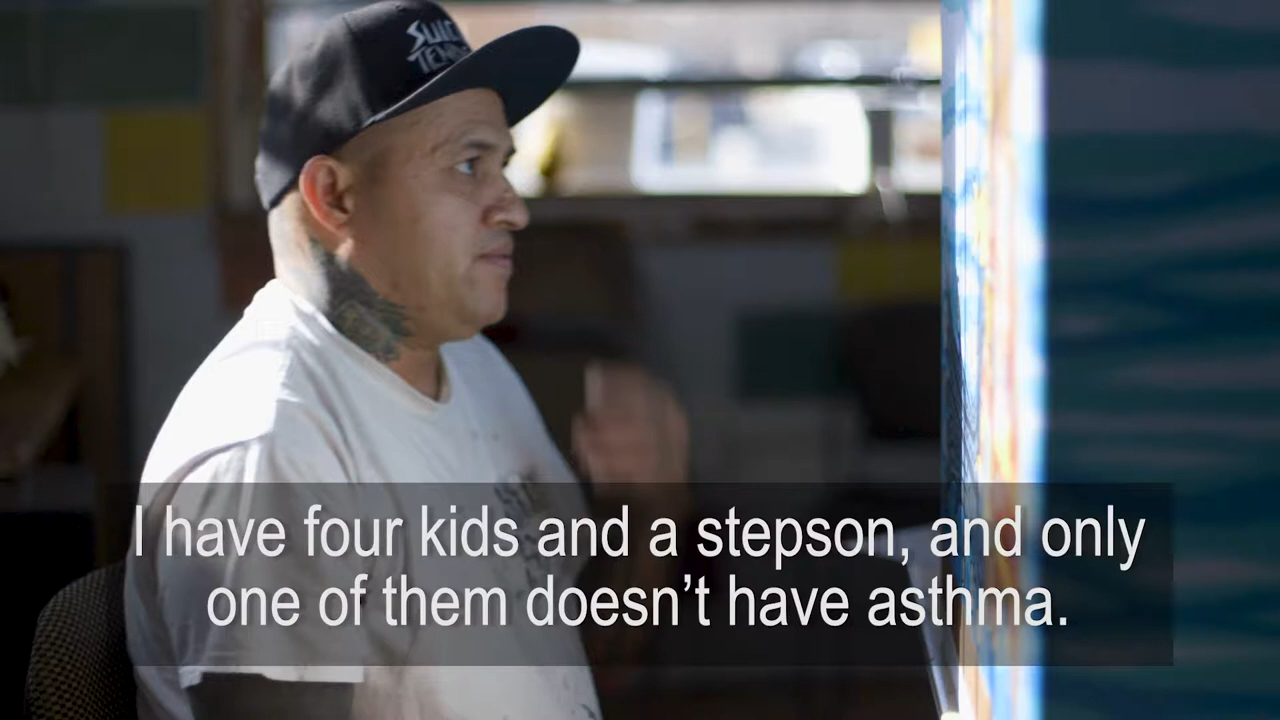 I have four kids and a stepson, and only
one of them doesn’t have asthma.